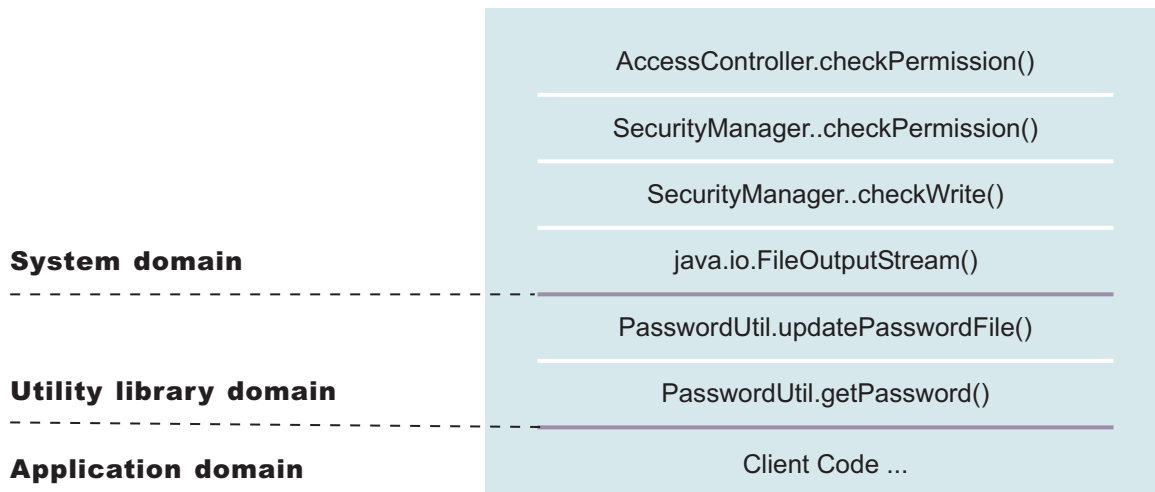 AccessController.checkPermission()
SecurityManager..checkPermission()
SecurityManager..checkWrite()
System domain
java.io.FileOutputStream()
PasswordUtil.updatePasswordFile()
Utility library domain
PasswordUtil.getPassword()
Application domain
Client Code ...